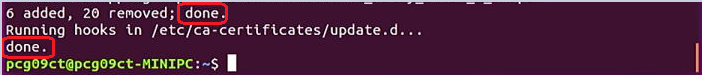 6 added, 20 removed; done.
Running hooks in /etc/ca-certificates/update.d...
done.
pcg09ct@pcg09ct-MINIPC:~$